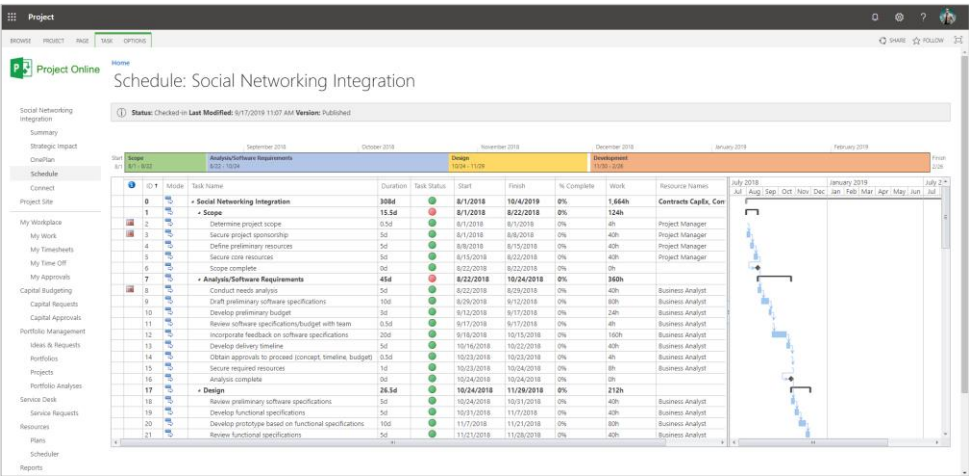 Project
?
BROWSE PROJECT PAGE TASK OPTIONS
SHARE FOLLOW
Project Online
Home
Schedule: Social Networking Integration
Status: Checked-in Last Modified: 9/17/2019 11:07 AM Version: Published
Social Networking
Integration
Summary
Strategic Impact
OnePlan
Schedule
Connect
Project Site
My Workplace
My Work
My Timesheets
My Time Off
My Approvals
Capital Budgeting
Capital Requests
Capital Approvals
Portfolio Management
Ideas & Requests
Portfolios
Projects
Portfolio Analyses
Service Desk
Service Requests
Resources
Plans
Scheduler
Reports
September 2018 October 2018 November 2018 December 2018 January 2019 February 2019
Start Scope Analysis/Software Requirements Design Development Finish
8/1 8/1 - 8/22 8/22 - 10/24 10/24 - 11/29 11/30 - 2/26 2/26
ID Mode Task Name Duration Task Status Start Finish % Complete Work Resource Names
0 Social Networking Integration 308d 8/1/2018 10/4/2019 0% 1,664h Contracts CapEx, Con
1 Scope 15.5d 8/1/2018 8/22/2018 0% 124h
2 Determine project scope 0.5d 8/1/2018 8/1/2018 0% 4h Project Manager
3 Secure project sponsorship 5d 8/1/2018 8/8/2018 0% 40h Project Manager
4 Define preliminary resources 5d 8/8/2018 8/15/2018 0% 40h Project Manager
5 Secure core resources 5d 8/15/2018 8/22/2018 0% 40h Project Manager
6 Scope complete 0d 8/22/2018 8/22/2018 0% 0h
7 Analysis/Software Requirements 45d 8/22/2018 10/24/2018 0% 360h
8 Conduct needs analysis 5d 8/22/2018 8/29/2018 0% 40h Business Analyst
9 Draft preliminary software specifications 10d 8/29/2018 9/12/2018 0% 80h Business Analyst
10 Develop preliminary budget 5d 9/12/2018 9/17/2018 0% 24h Business Analyst
11 Review software specifications/budget with team 0.5d 9/17/2018 9/17/2018 0% 4h Business Analyst
12 Incorporate feedback on software specifications 20d 9/18/2018 10/15/2018 0% 160h Business Analyst
13 Develop delivery timeline 5d 10/16/2018 10/22/2018 0% 40h Business Analyst
14 Obtain approvals to proceed (concept, timeline, budget) 0.5d 10/23/2018 10/23/2018 0% 4h Business Analyst
15 Secure required resources 1d 10/23/2018 10/24/2018 0% 8h Business Analyst
16 Analysis complete 0d 10/24/2018 10/24/2018 0% 0h
17 Design 26.5d 10/24/2018 11/29/2018 0% 212h
18 Review preliminary software specifications 5d 10/24/2018 10/31/2018 0% 40h Business Analyst
19 Develop functional specifications 5d 10/31/2018 11/7/2018 0% 40h Business Analyst
20 Develop prototype based on functional specifications 10d 11/7/2018 11/21/2018 0% 80h Business Analyst
21 Review functional specifications 5d 11/21/2018 11/28/2018 0% 40h Business Analyst
July 2018 January 2019 July 2
Jul Aug Sep Oct Nov Dec Jan Feb Mar Apr May Jun Jul